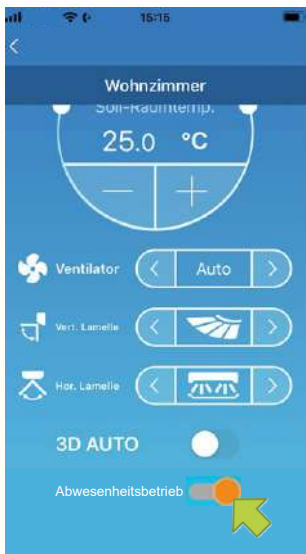 15:15
Wohnzimmer
Soll-Raumtemp.
25.0 °C
Ventilator
Auto
Vert. Lamelle
Hor. Lamelle
3D AUTO
Abwesenheitsbetrieb